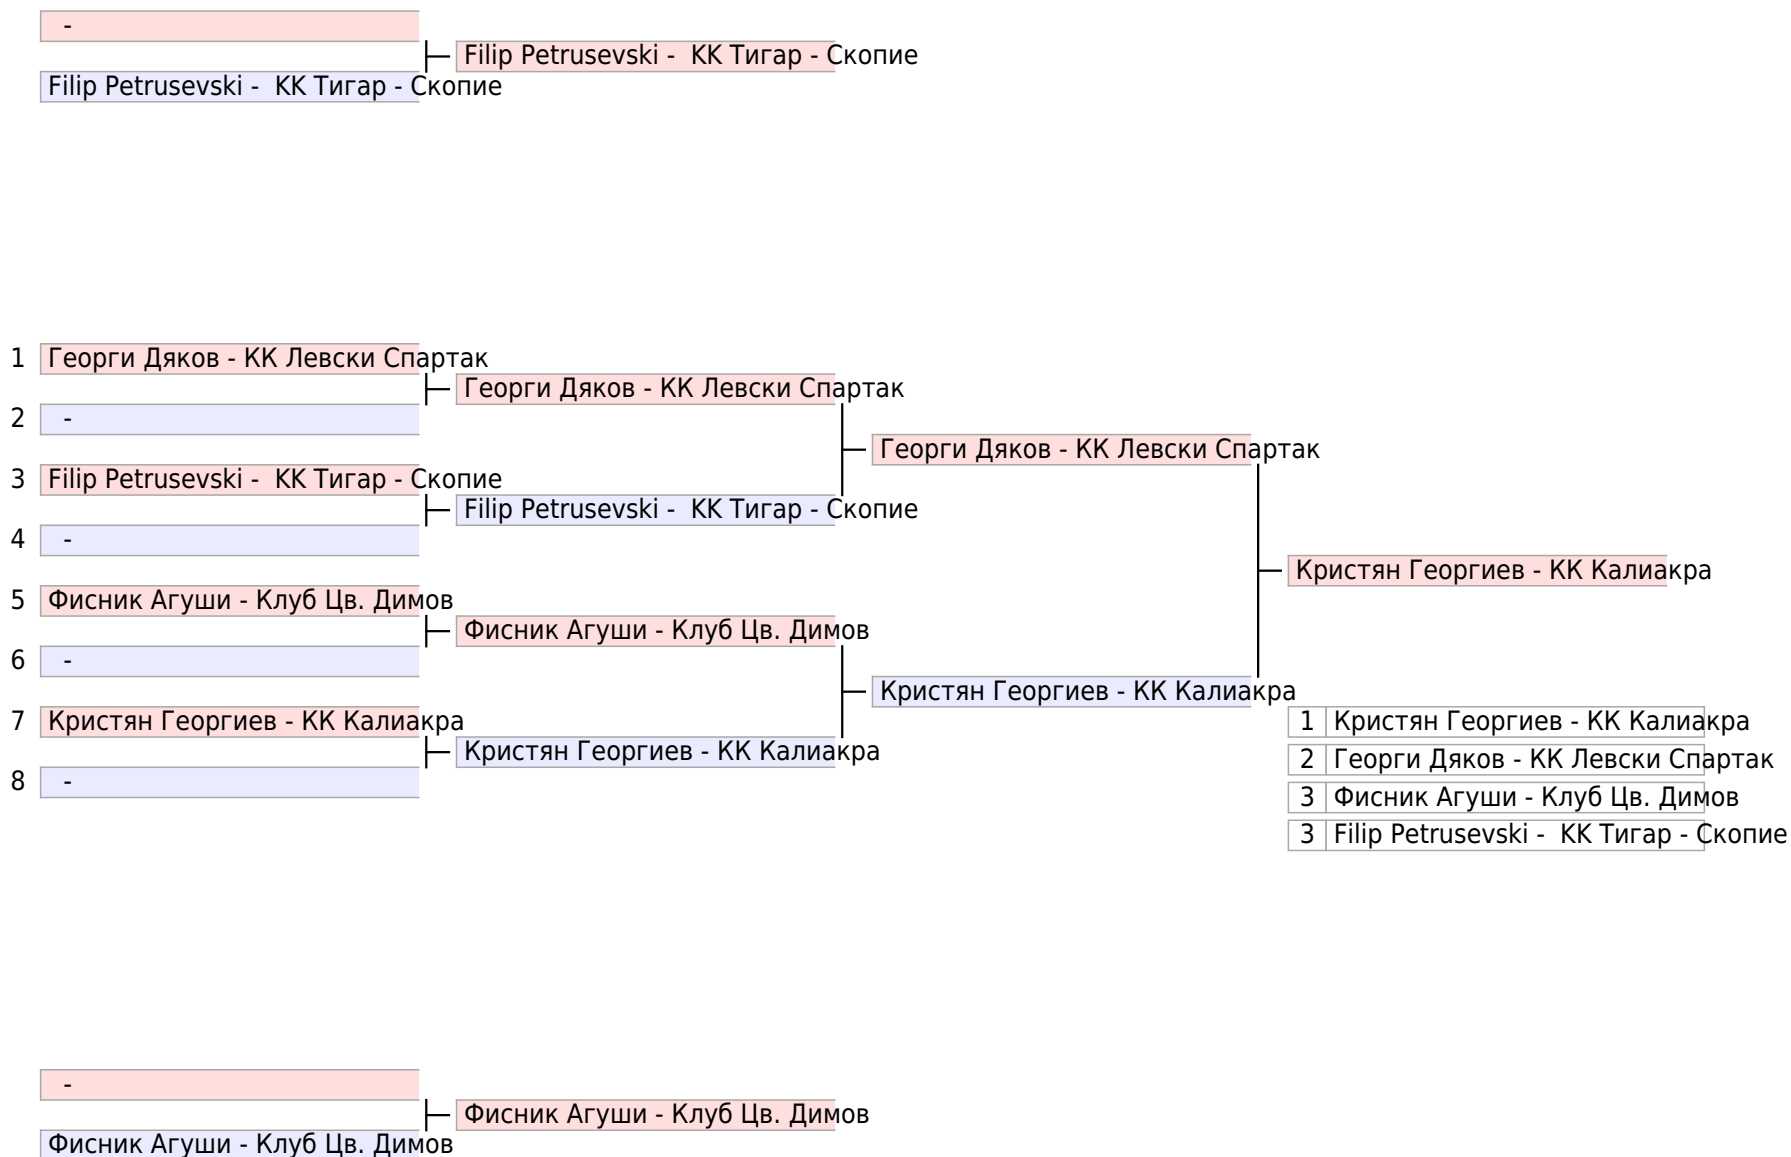 -
Filip Petrusevski -  КК Тигар - Скопие
Filip Petrusevski -  КК Тигар - Скопие
1 Георги Дяков - КК Левски Спартак
Георги Дяков - КК Левски Спартак
2 -
Георги Дяков - КК Левски Спартак
3 Filip Petrusevski -  КК Тигар - Скопие
Filip Petrusevski -  КК Тигар - Скопие
4 -
Кристян Георгиев - КК Калиакра
5 Фисник Агуши - Клуб Цв. Димов
Фисник Агуши - Клуб Цв. Димов
6 -
Кристян Георгиев - КК Калиакра
7 Кристян Георгиев - КК Калиакра
1 Кристян Георгиев - КК Калиакра
Кристян Георгиев - КК Калиакра
2 Георги Дяков - КК Левски Спартак
8 -
3 Фисник Агуши - Клуб Цв. Димов
3 Filip Petrusevski -  КК Тигар - Скопие
-
Фисник Агуши - Клуб Цв. Димов
Фисник Агуши - Клуб Цв. Димов